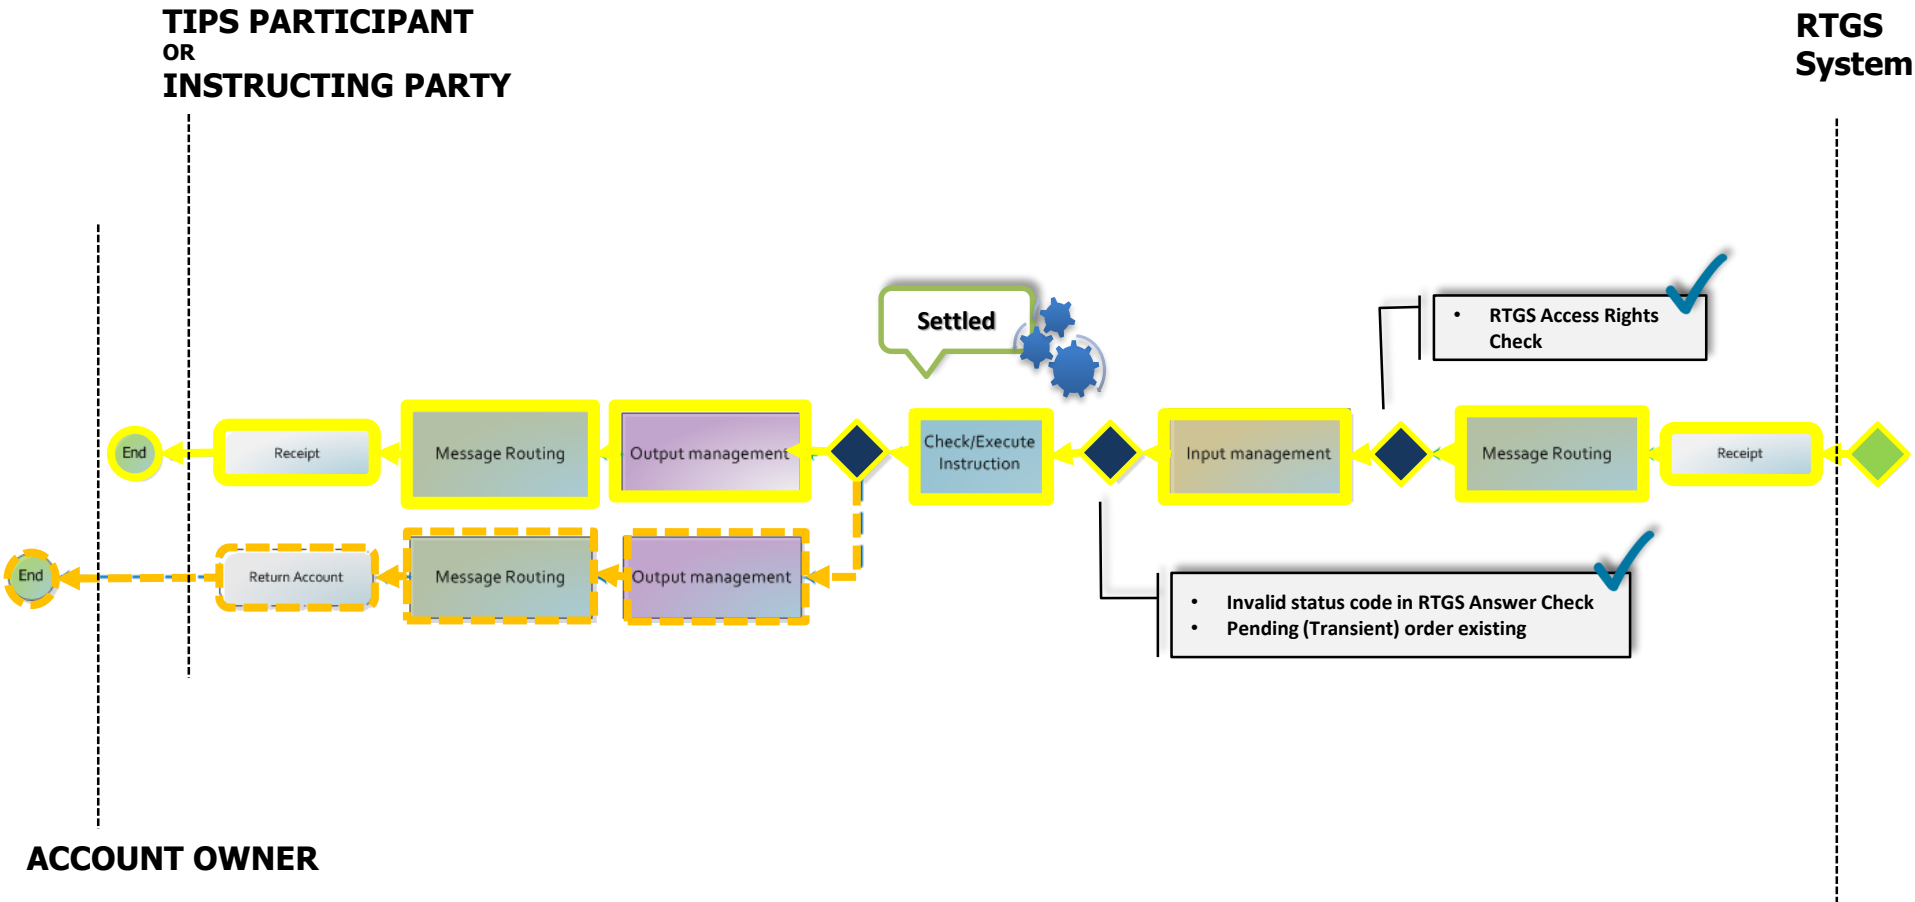 TIPS PARTICIPANT
OR
INSTRUCTING PARTY
RTGS
System
Settled
• RTGS Access Rights
Check
End
Receipt
Message Routing
Output management
Check/Execute
Instruction
Input management
Message Routing
Receipt
End
Return Account
Message Routing
Output management
• Invalid status code in RTGS Answer Check
• Pending (Transient) order existing
ACCOUNT OWNER